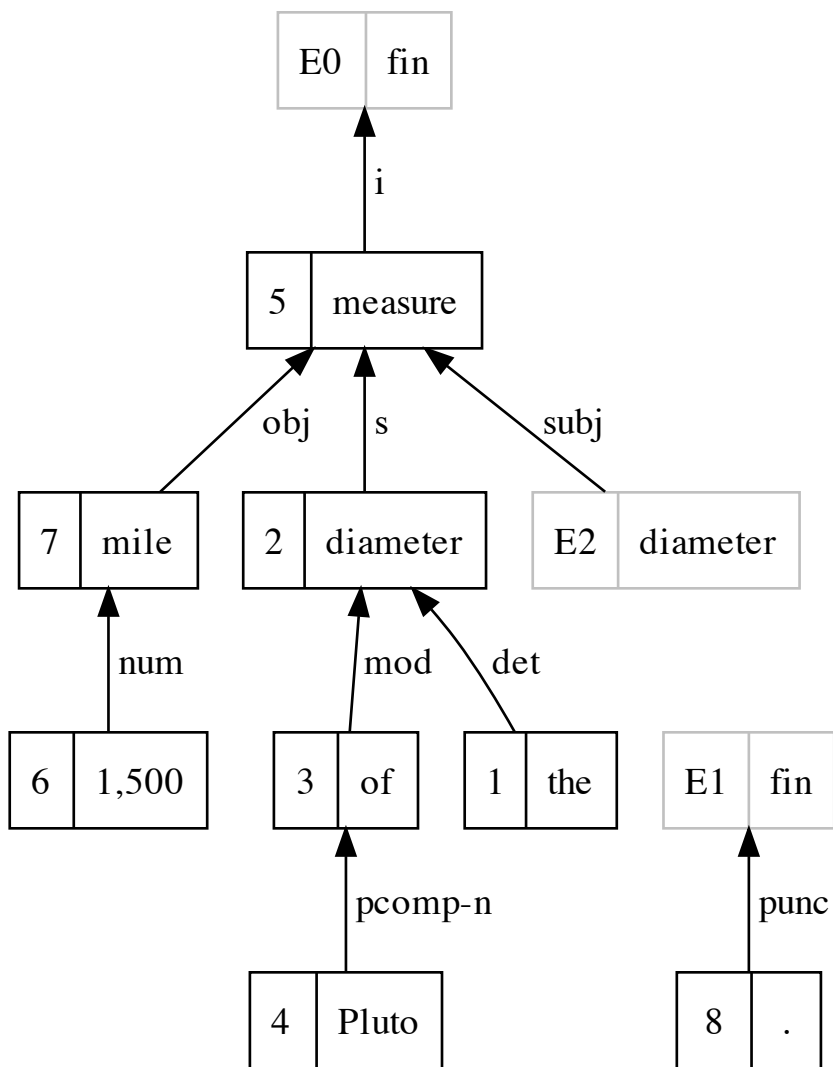 E0 fin
i
5 measure
obj s subj
7 mile 2 diameter E2 diameter
num mod det
6 1,500 3 of 1 the E1 fin
pcomp-n punc
4 Pluto 8 .